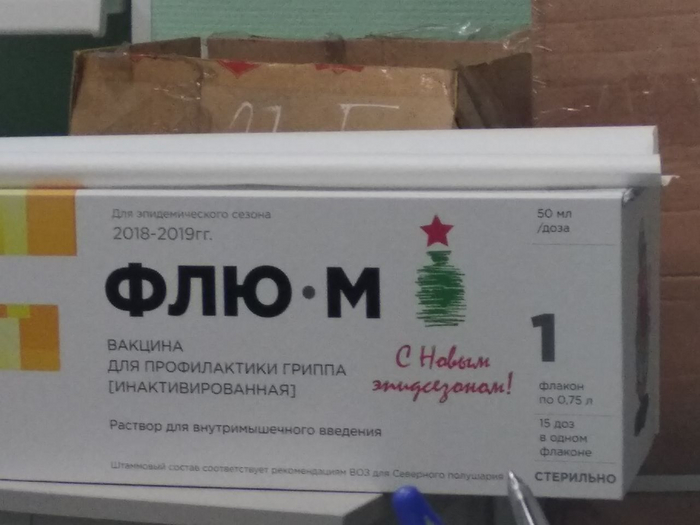 Для эпидемического сезона
2018-2019гг.
ФЛЮ·М
ВАКЦИНА
ДЛЯ ПРОФИЛАКТИКИ ГРИППА
[ИНАКТИВИРОВАННАЯ]
Раствор для внутримышечного введения
Штаммовый состав соответствует рекомендациям ВОЗ для Северного полушария
С Новым
эпидсезоном!
50 мл
/доза
1
флакон
по 0,75 л
15 доз
в одном
флаконе
СТЕРИЛЬНО